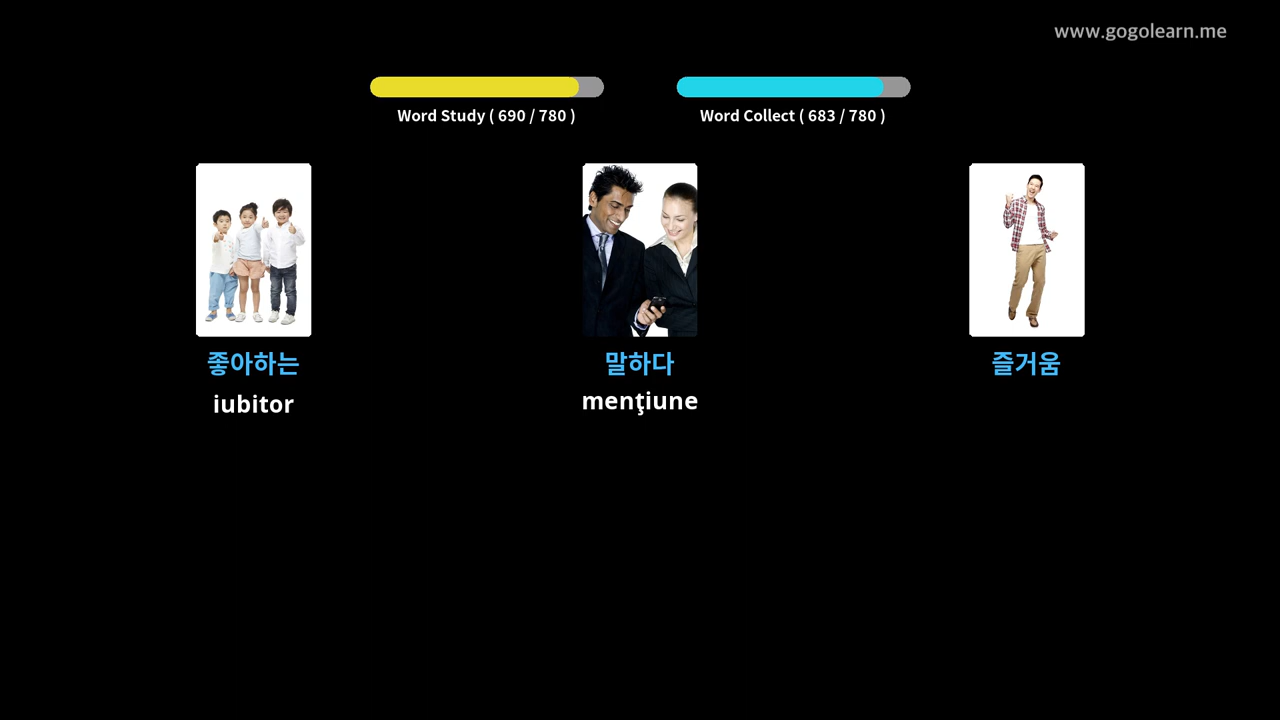 www.gogolearn.me
Word Study ( 690 / 780 )
Word Collect ( 683 / 780 )
좋아하는
iubitor
말하다
menţiune
즐거움